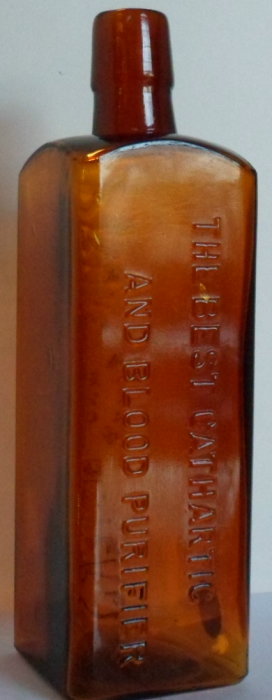 THE BEST CATHARTIC
AND BLOOD PURIFIER